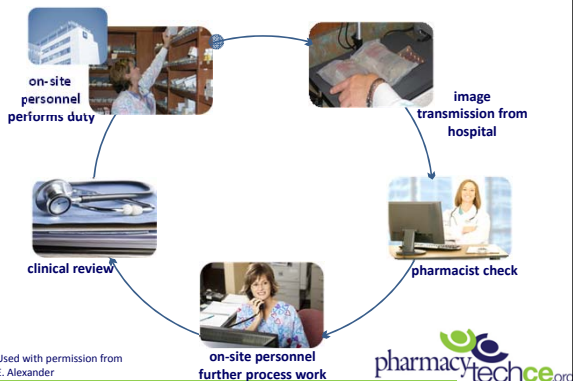 on-site
personnel
performs duty
image
transmission from
hospital
pharmacist check
on-site personnel
further process work
clinical review
Used with permission from
E. Alexander
pharmacytechce.org